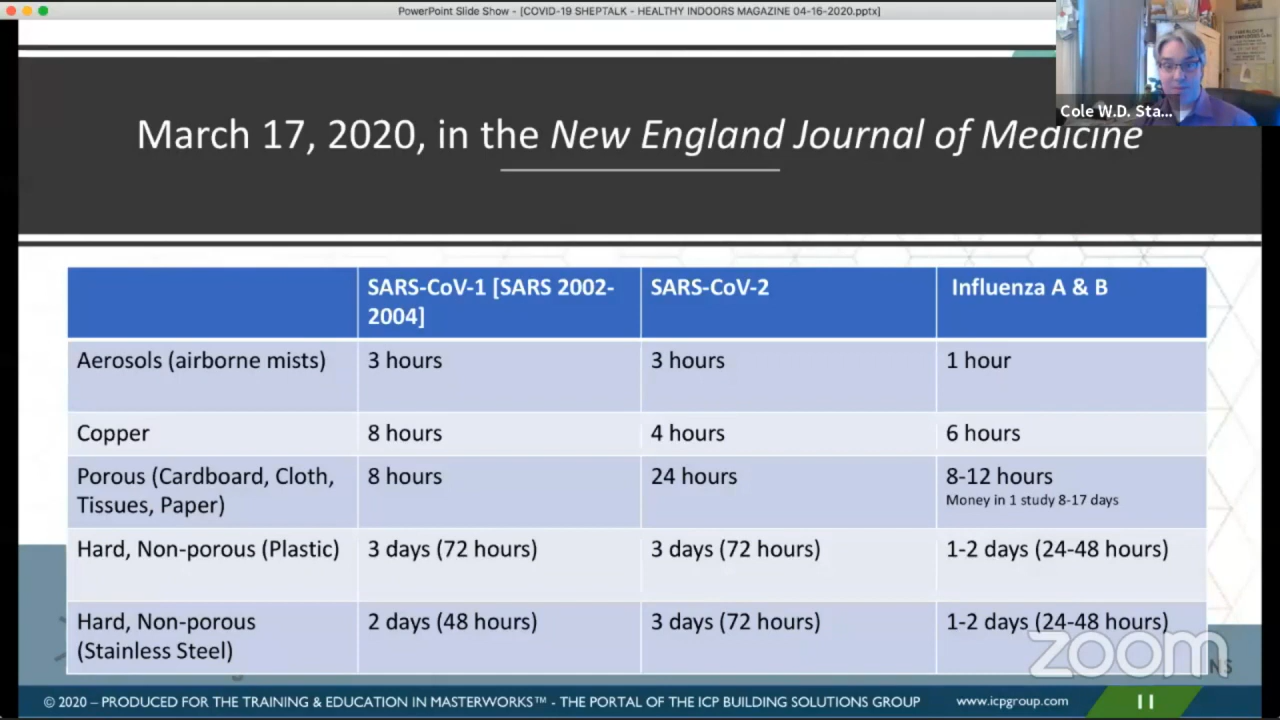 PowerPoint Slide Show - [COVID-19 SHEPTALK - HEALTHY INDOORS MAGAZINE 04-16-2020.pptx]
Cole W.D. Sta...
March 17, 2020, in the New England Journal of Medicine
SARS-CoV-1 [SARS 2002-
2004]
SARS-CoV-2
Influenza A & B
Aerosols (airborne mists)
3 hours
3 hours
1 hour
Copper
8 hours
4 hours
6 hours
Porous (Cardboard, Cloth,
Tissues, Paper)
8 hours
24 hours
8-12 hours
Money in 1 study 8-17 days
Hard, Non-porous (Plastic)
3 days (72 hours)
3 days (72 hours)
1-2 days (24-48 hours)
Hard, Non-porous
(Stainless Steel)
2 days (48 hours)
3 days (72 hours)
1-2 days (24-48 hours)
zoom
© 2020 – PRODUCED FOR THE TRAINING & EDUCATION IN MASTERWORKS™ - THE PORTAL OF THE ICP BUILDING SOLUTIONS GROUP
www.icpgroup.com
11